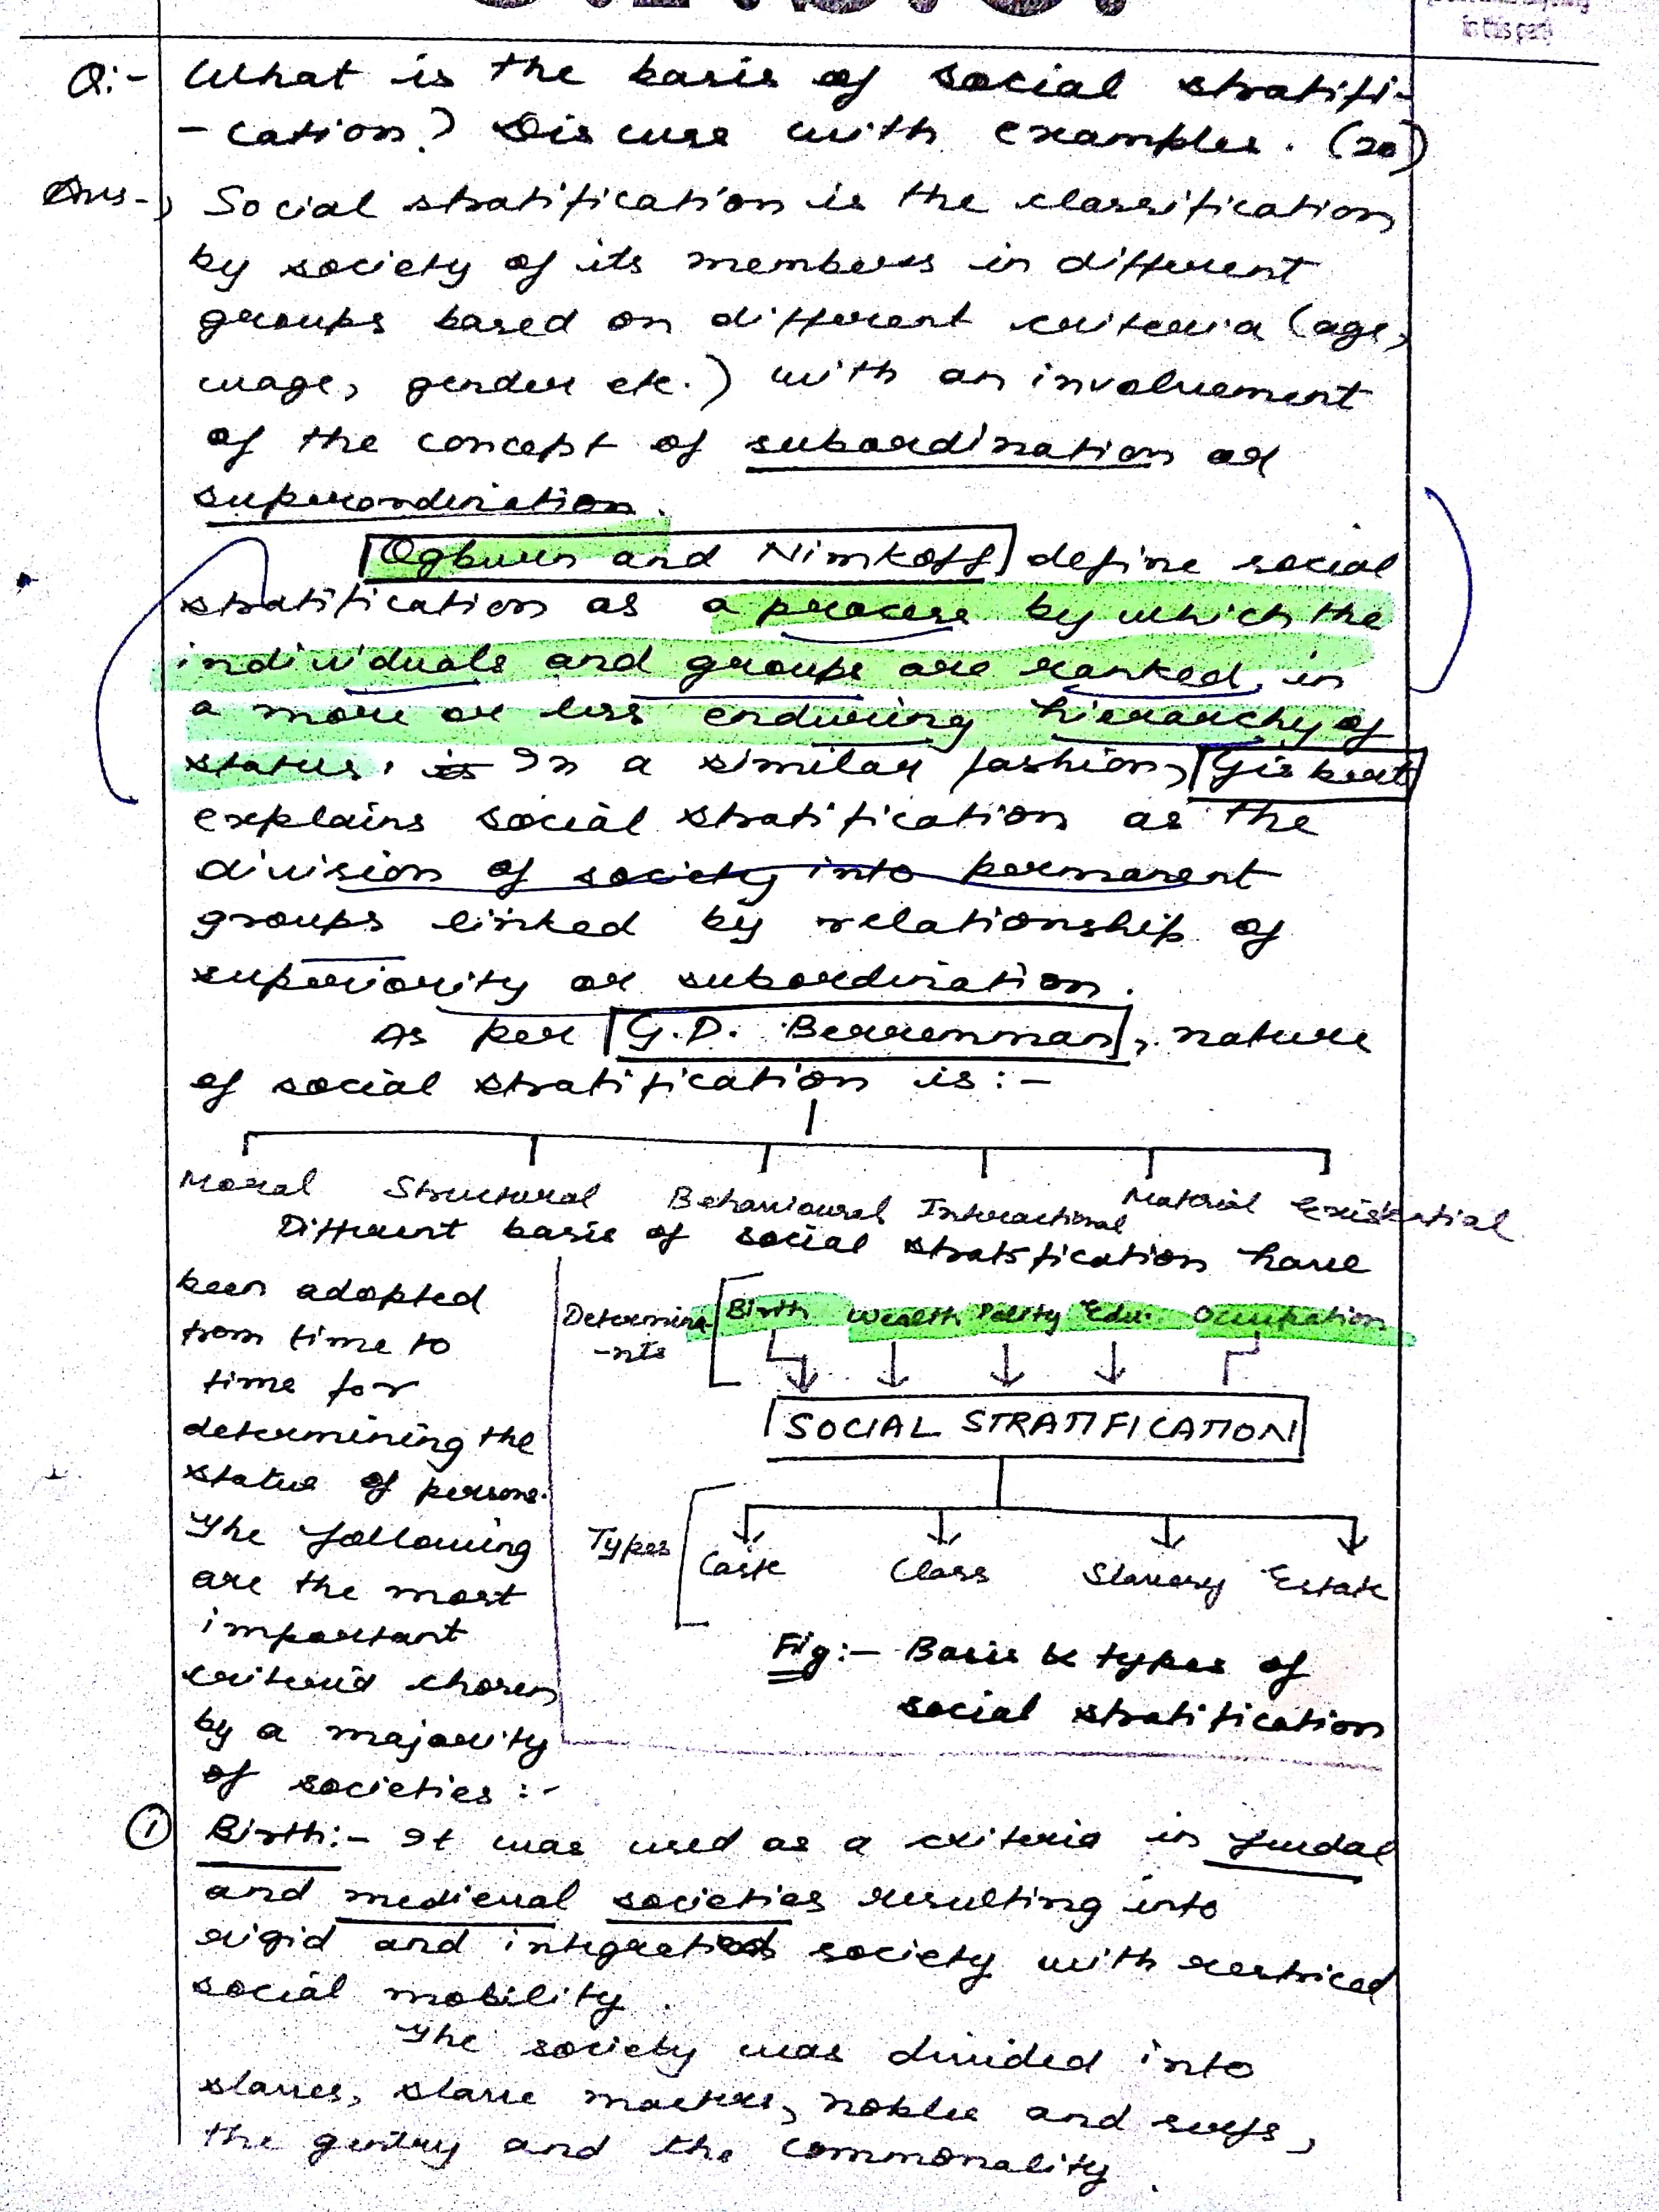 in this part)
Q:- What is the basis of social stratifi-
-cation? Discuss with examples. (20)
Ans-, Social stratification is the classification
by society of its members in different
groups based on different criteria (age,
wage, gender etc.) with an involvement
of the concept of subordination or
superordination.
Ogburn and Nimkoff define social
stratification as a process by which the
individuals and groups are ranked, in
a more or less enduring hierarchy of
status. is In a similar fashion, Gisbert
explains social stratification as the
division of society into permanent
groups linked by relationship of
superiority or subordination.
As per G.D. Berremman, nature
of social stratification is:-
Moral Structural Behavioural Interactional Material Existential
Different basis of social stratification have
been adopted
from time to
time for
determining the
status of persons.
The following
are the most
important
criteria chosen
by a majority
of societies:-
Determina-
-nts
Birth Wealth Polity Edu. Occupation
SOCIAL STRATIFICATION
Types
Caste Class Slavery Estate
Fig:- Basis & types of
social stratification
① Birth:- It was used as a criteria in feudal
and medieval societies resulting into
rigid and society with restriced
social mobility.
The society was divided into
slaves, slave masters, nobles and serfs,
the gentry and the commonality.